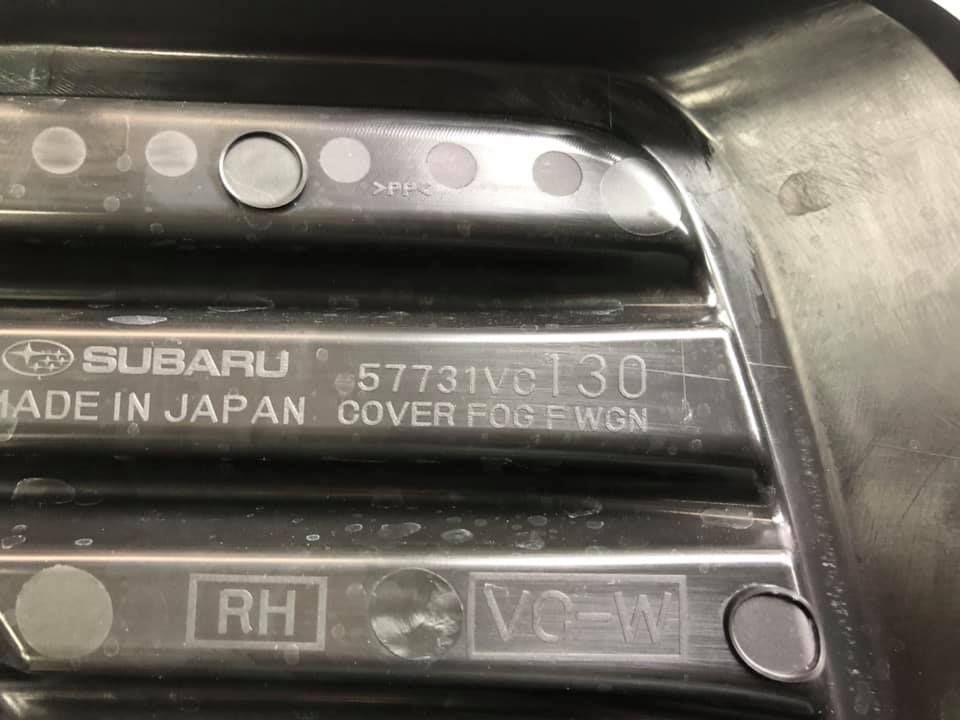 >PP<
SUBARU 57731VC130
MADE IN JAPAN COVER FOG F WGN
RH VC-W